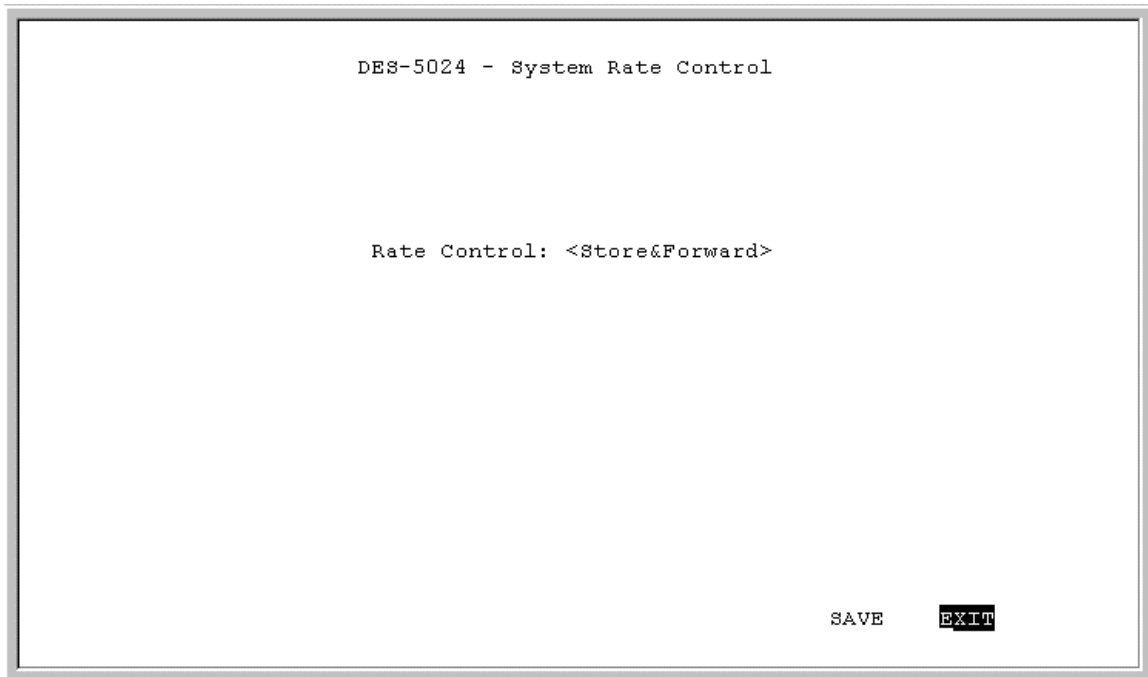 DES-5024 - System Rate Control
Rate Control: <Store&Forward>
SAVE EXIT